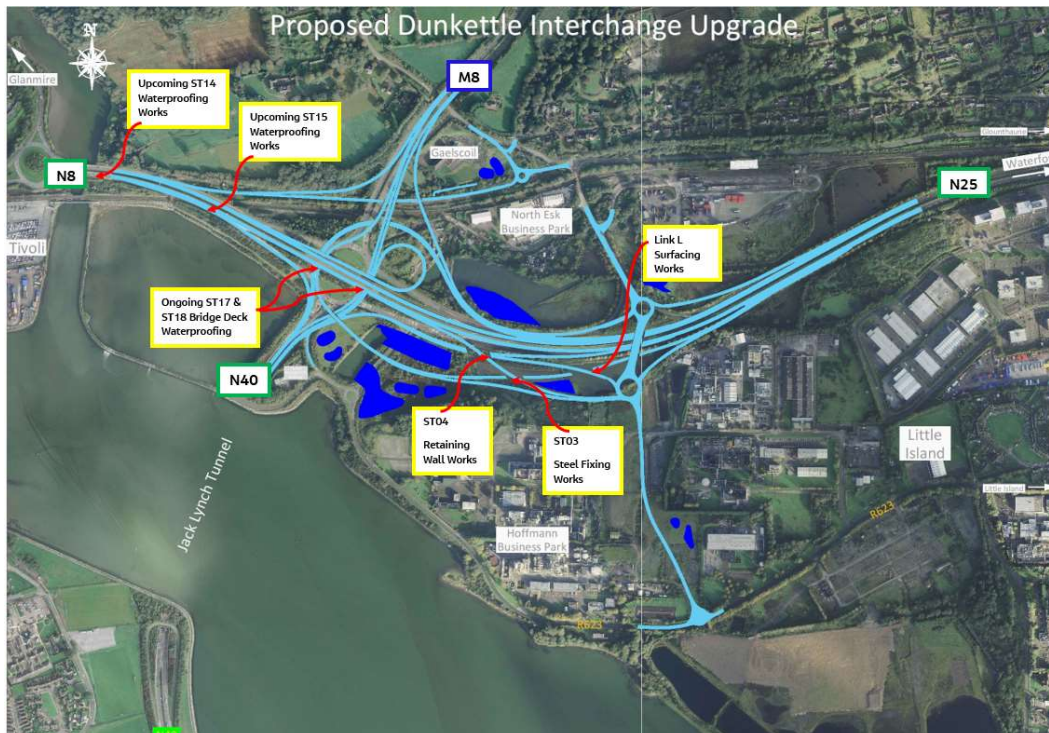 Proposed Dunkettle Interchange Upgrade
N
Glanmire
M8
Upcoming ST14
Waterproofing
Works
Upcoming ST15
Waterproofing
Works
Gaelscoil
Glounthaune
Waterfo
N8
N25
Tivoli
North Esk
Business Park
Link L
Surfacing
Works
Ongoing ST17 &
ST18 Bridge Deck
Waterproofing
N40
ST04
Retaining
Wall Works
ST03
Steel Fixing
Works
Little
Island
Little Island
Jack Lynch Tunnel
R623
Hoffmann
Business Park
R623